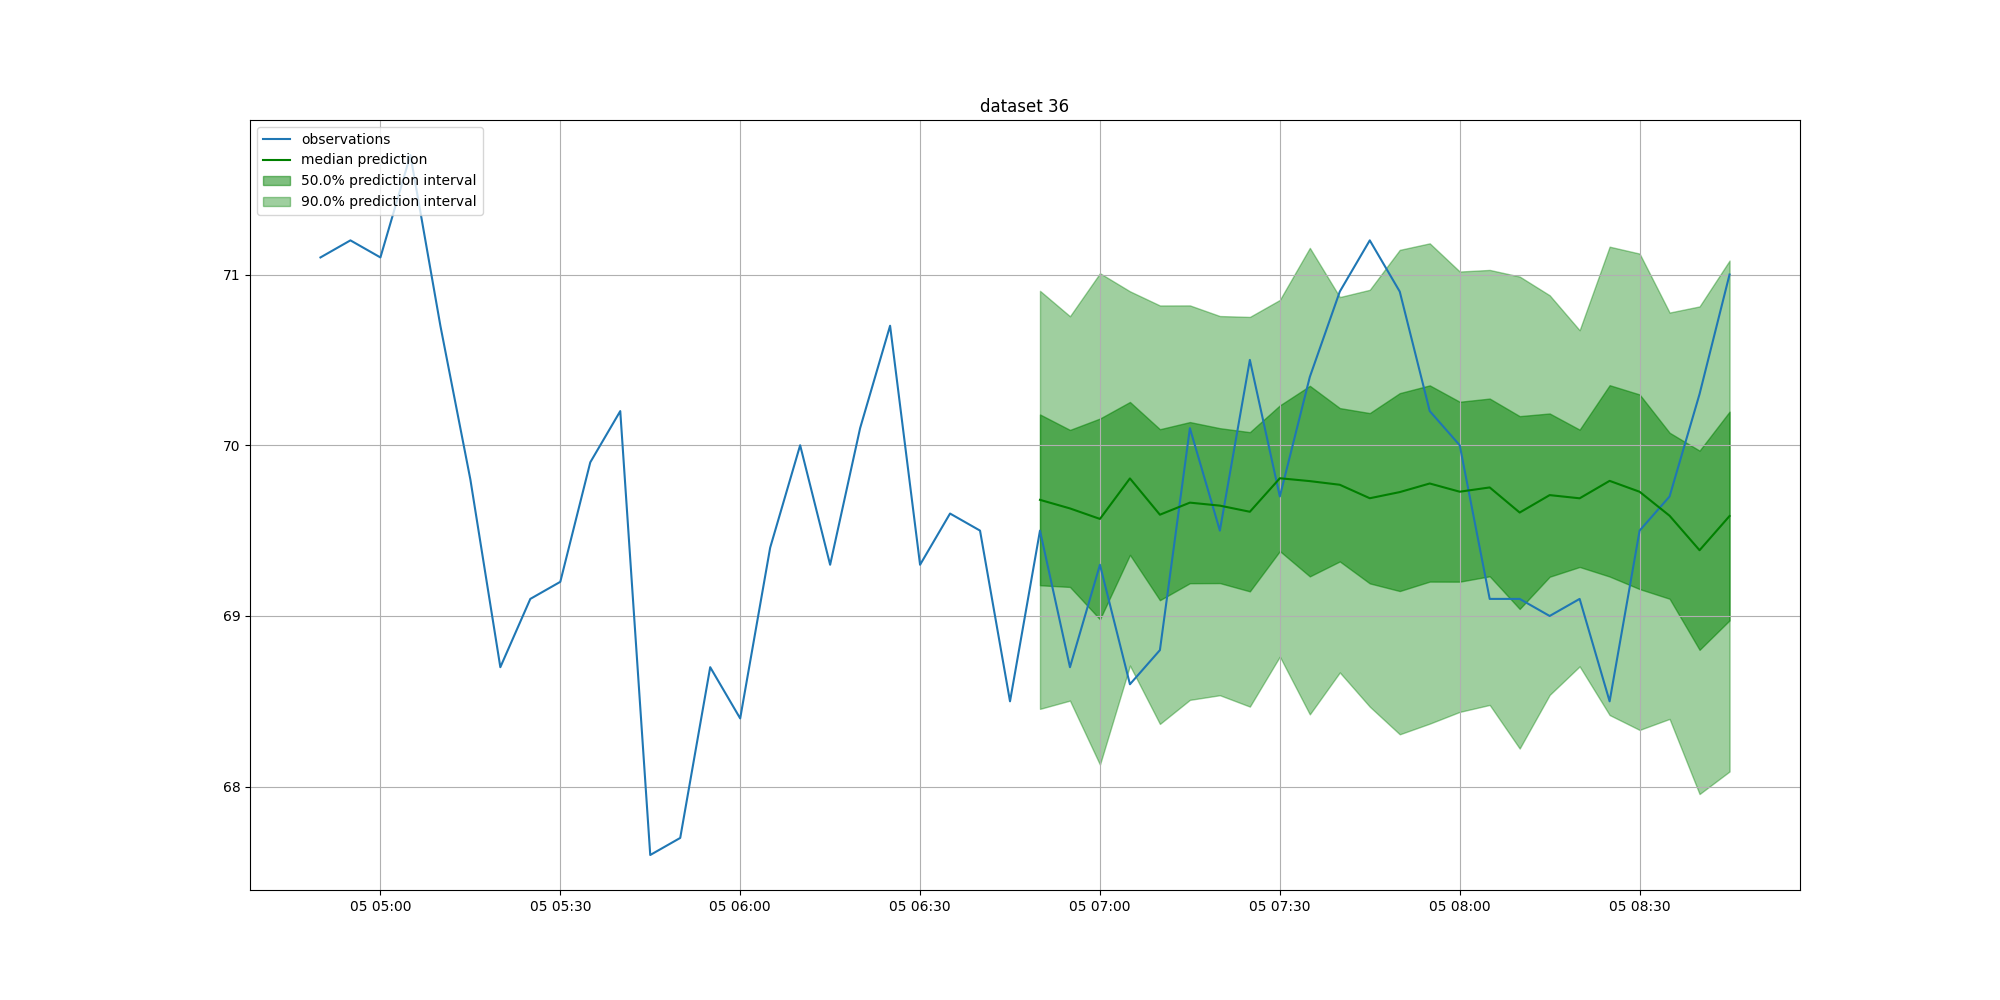 dataset 36
observations
median prediction
50.0% prediction interval
90.0% prediction interval
71
70
69
68
05 05:00
05 05:30
05 06:00
05 06:30
05 07:00
05 07:30
05 08:00
05 08:30